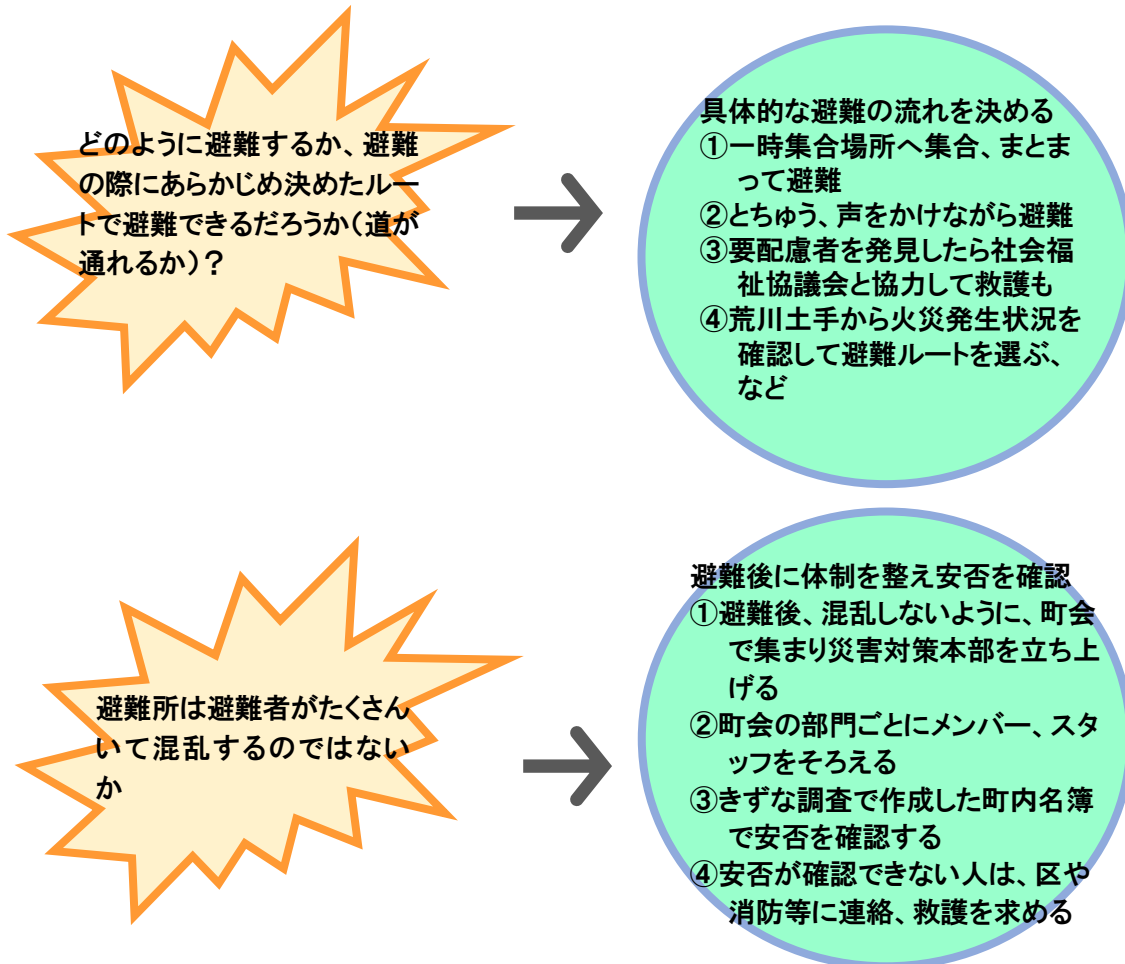 どのように避難するか、避難
の際にあらかじめ決めたルー
トで避難できるだろうか（道が
通れるか）？
具体的な避難の流れを決める
①一時集合場所へ集合、まとま
って避難
②とちゅう、声をかけながら避難
③要配慮者を発見したら社会福
祉協議会と協力して救護も
④荒川土手から火災発生状況を
確認して避難ルートを選ぶ、
など
避難所は避難者がたくさん
いて混乱するのではない
か
避難後に体制を整え安否を確認
①避難後、混乱しないように、町会
で集まり災害対策本部を立ち上
げる
②町会の部門ごとにメンバー、スタ
ッフをそろえる
③きずな調査で作成した町内名簿
で安否を確認する
④安否が確認できない人は、区や
消防等に連絡、救護を求める